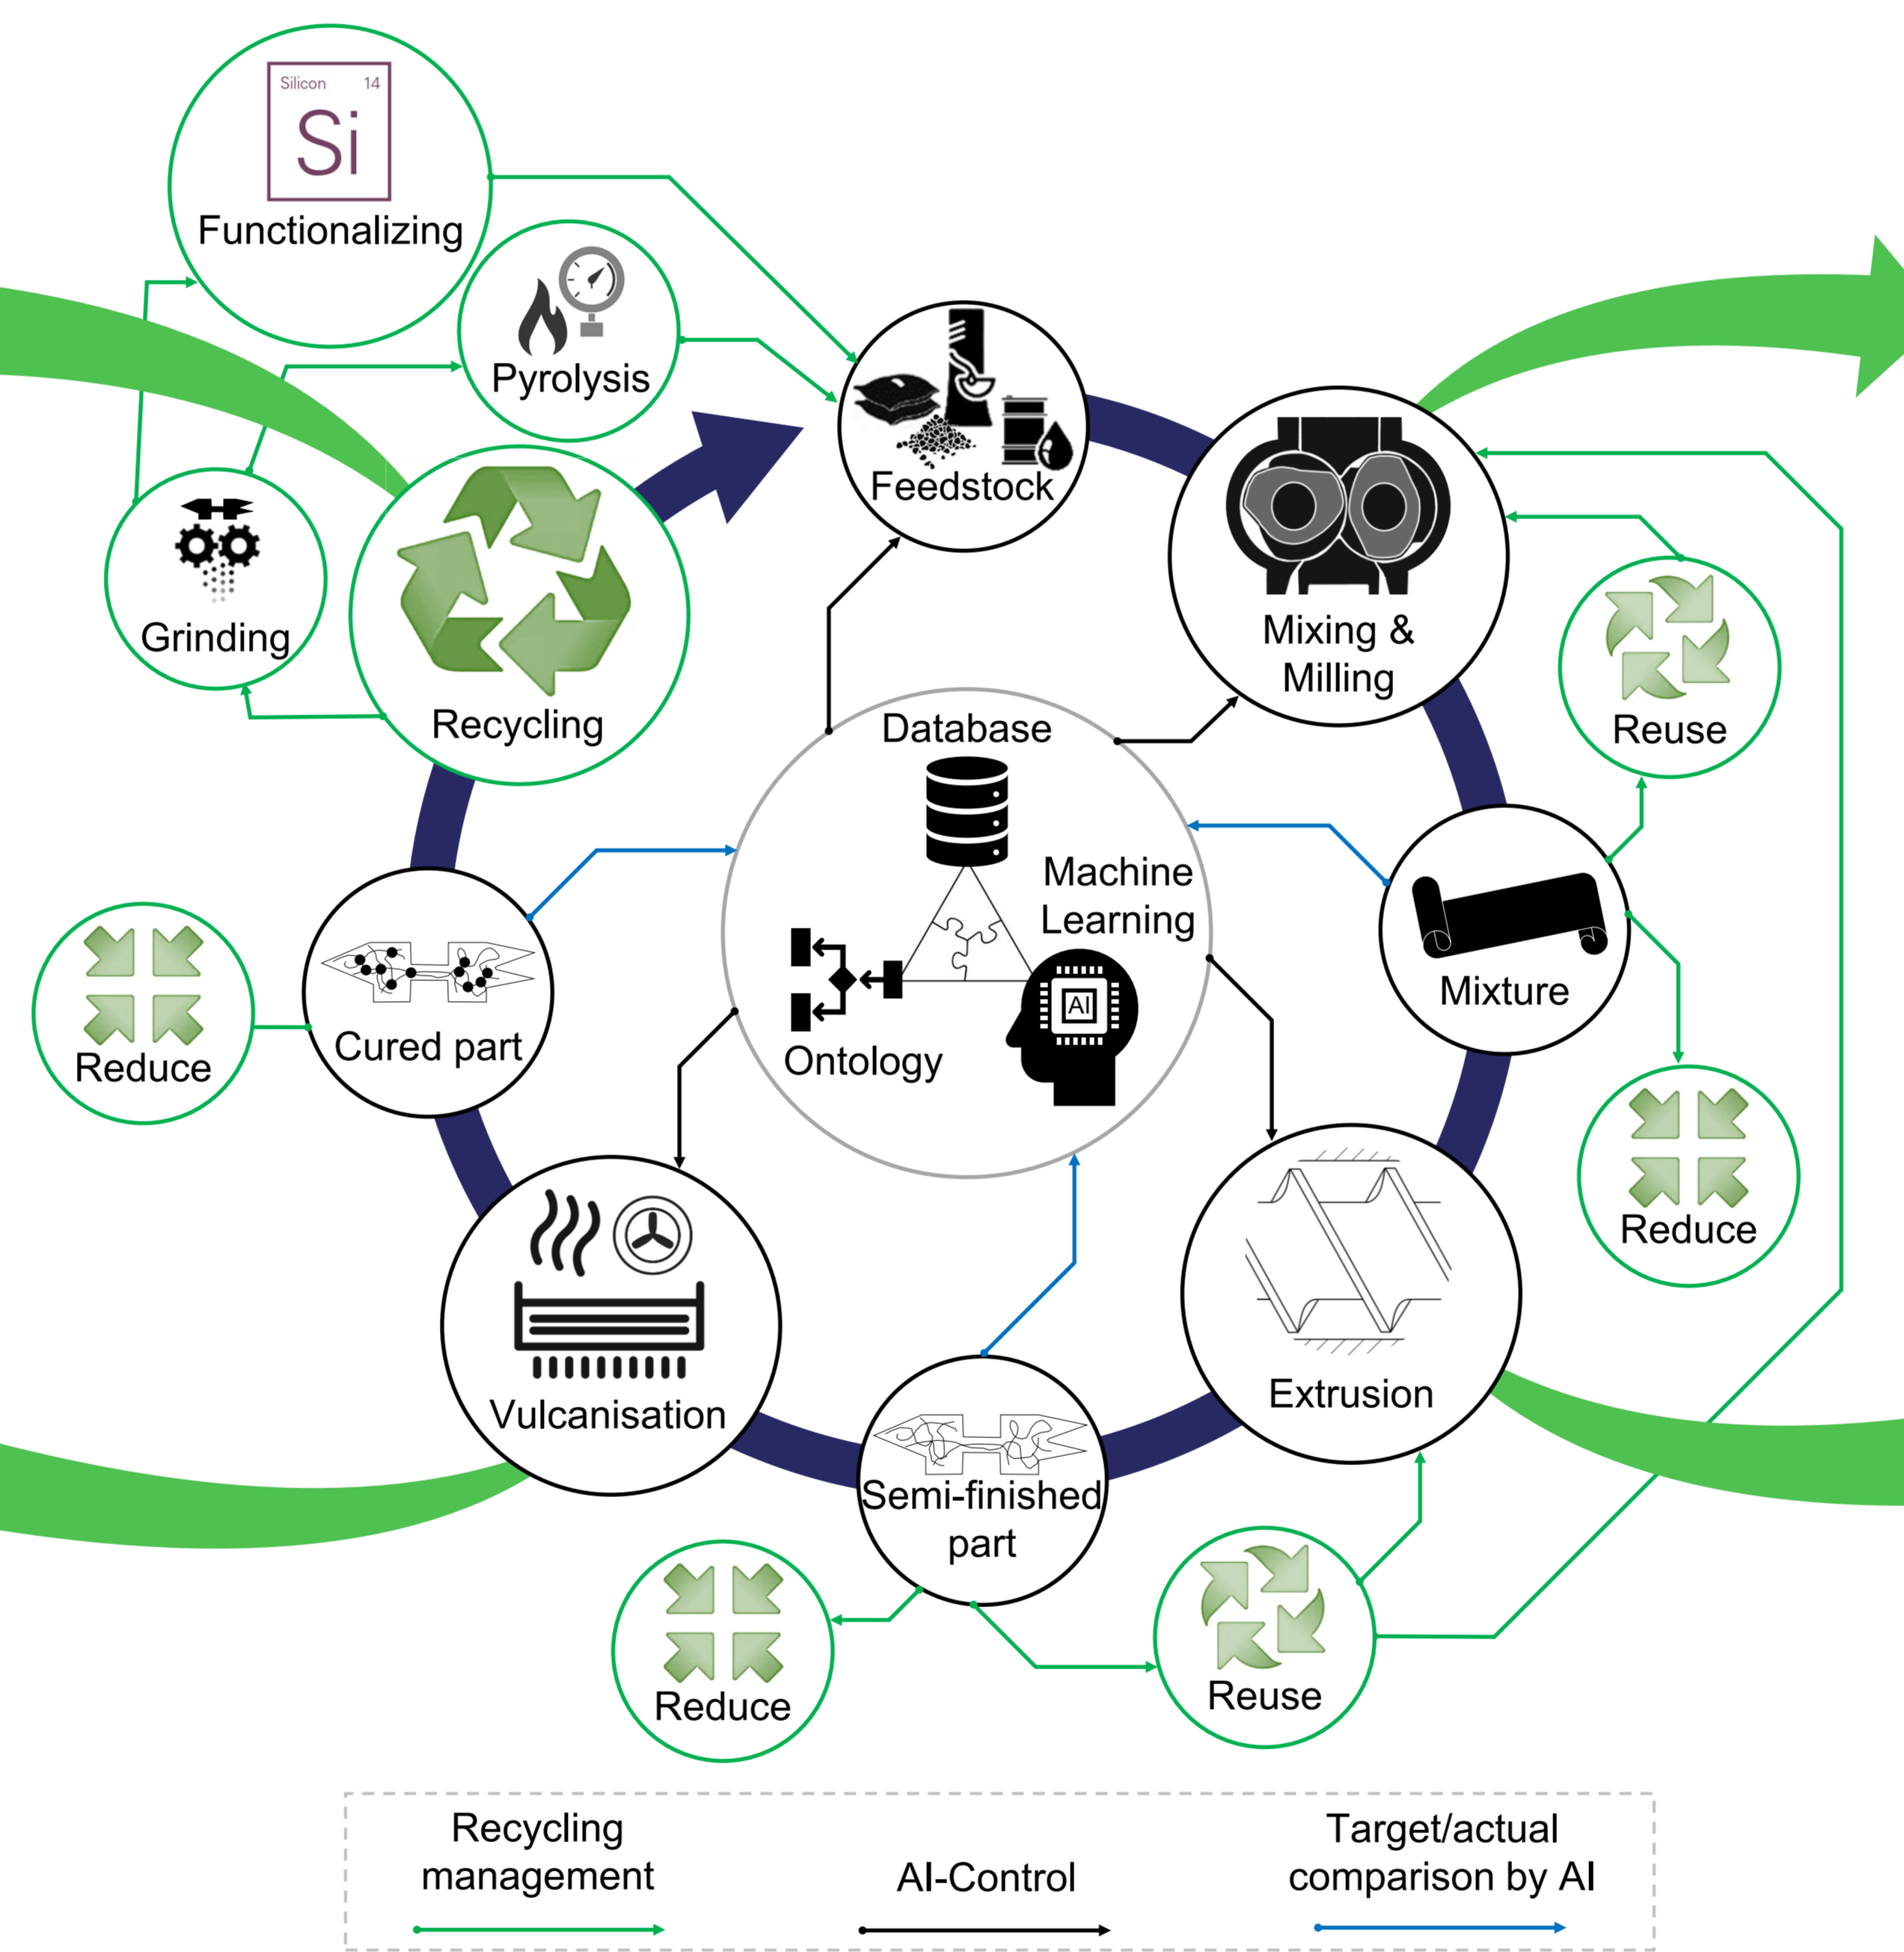 Silicon 14
Si
Functionalizing
Pyrolysis
Feedstock
Grinding
Recycling
Mixing &
Milling
Reuse
Database
Machine
Learning
AI
Ontology
Mixture
Cured part
Reduce
Reduce
Extrusion
Vulcanisation
Semi-finished
part
Reduce
Reuse
Recycling
management
AI-Control
Target/actual
comparison by AI